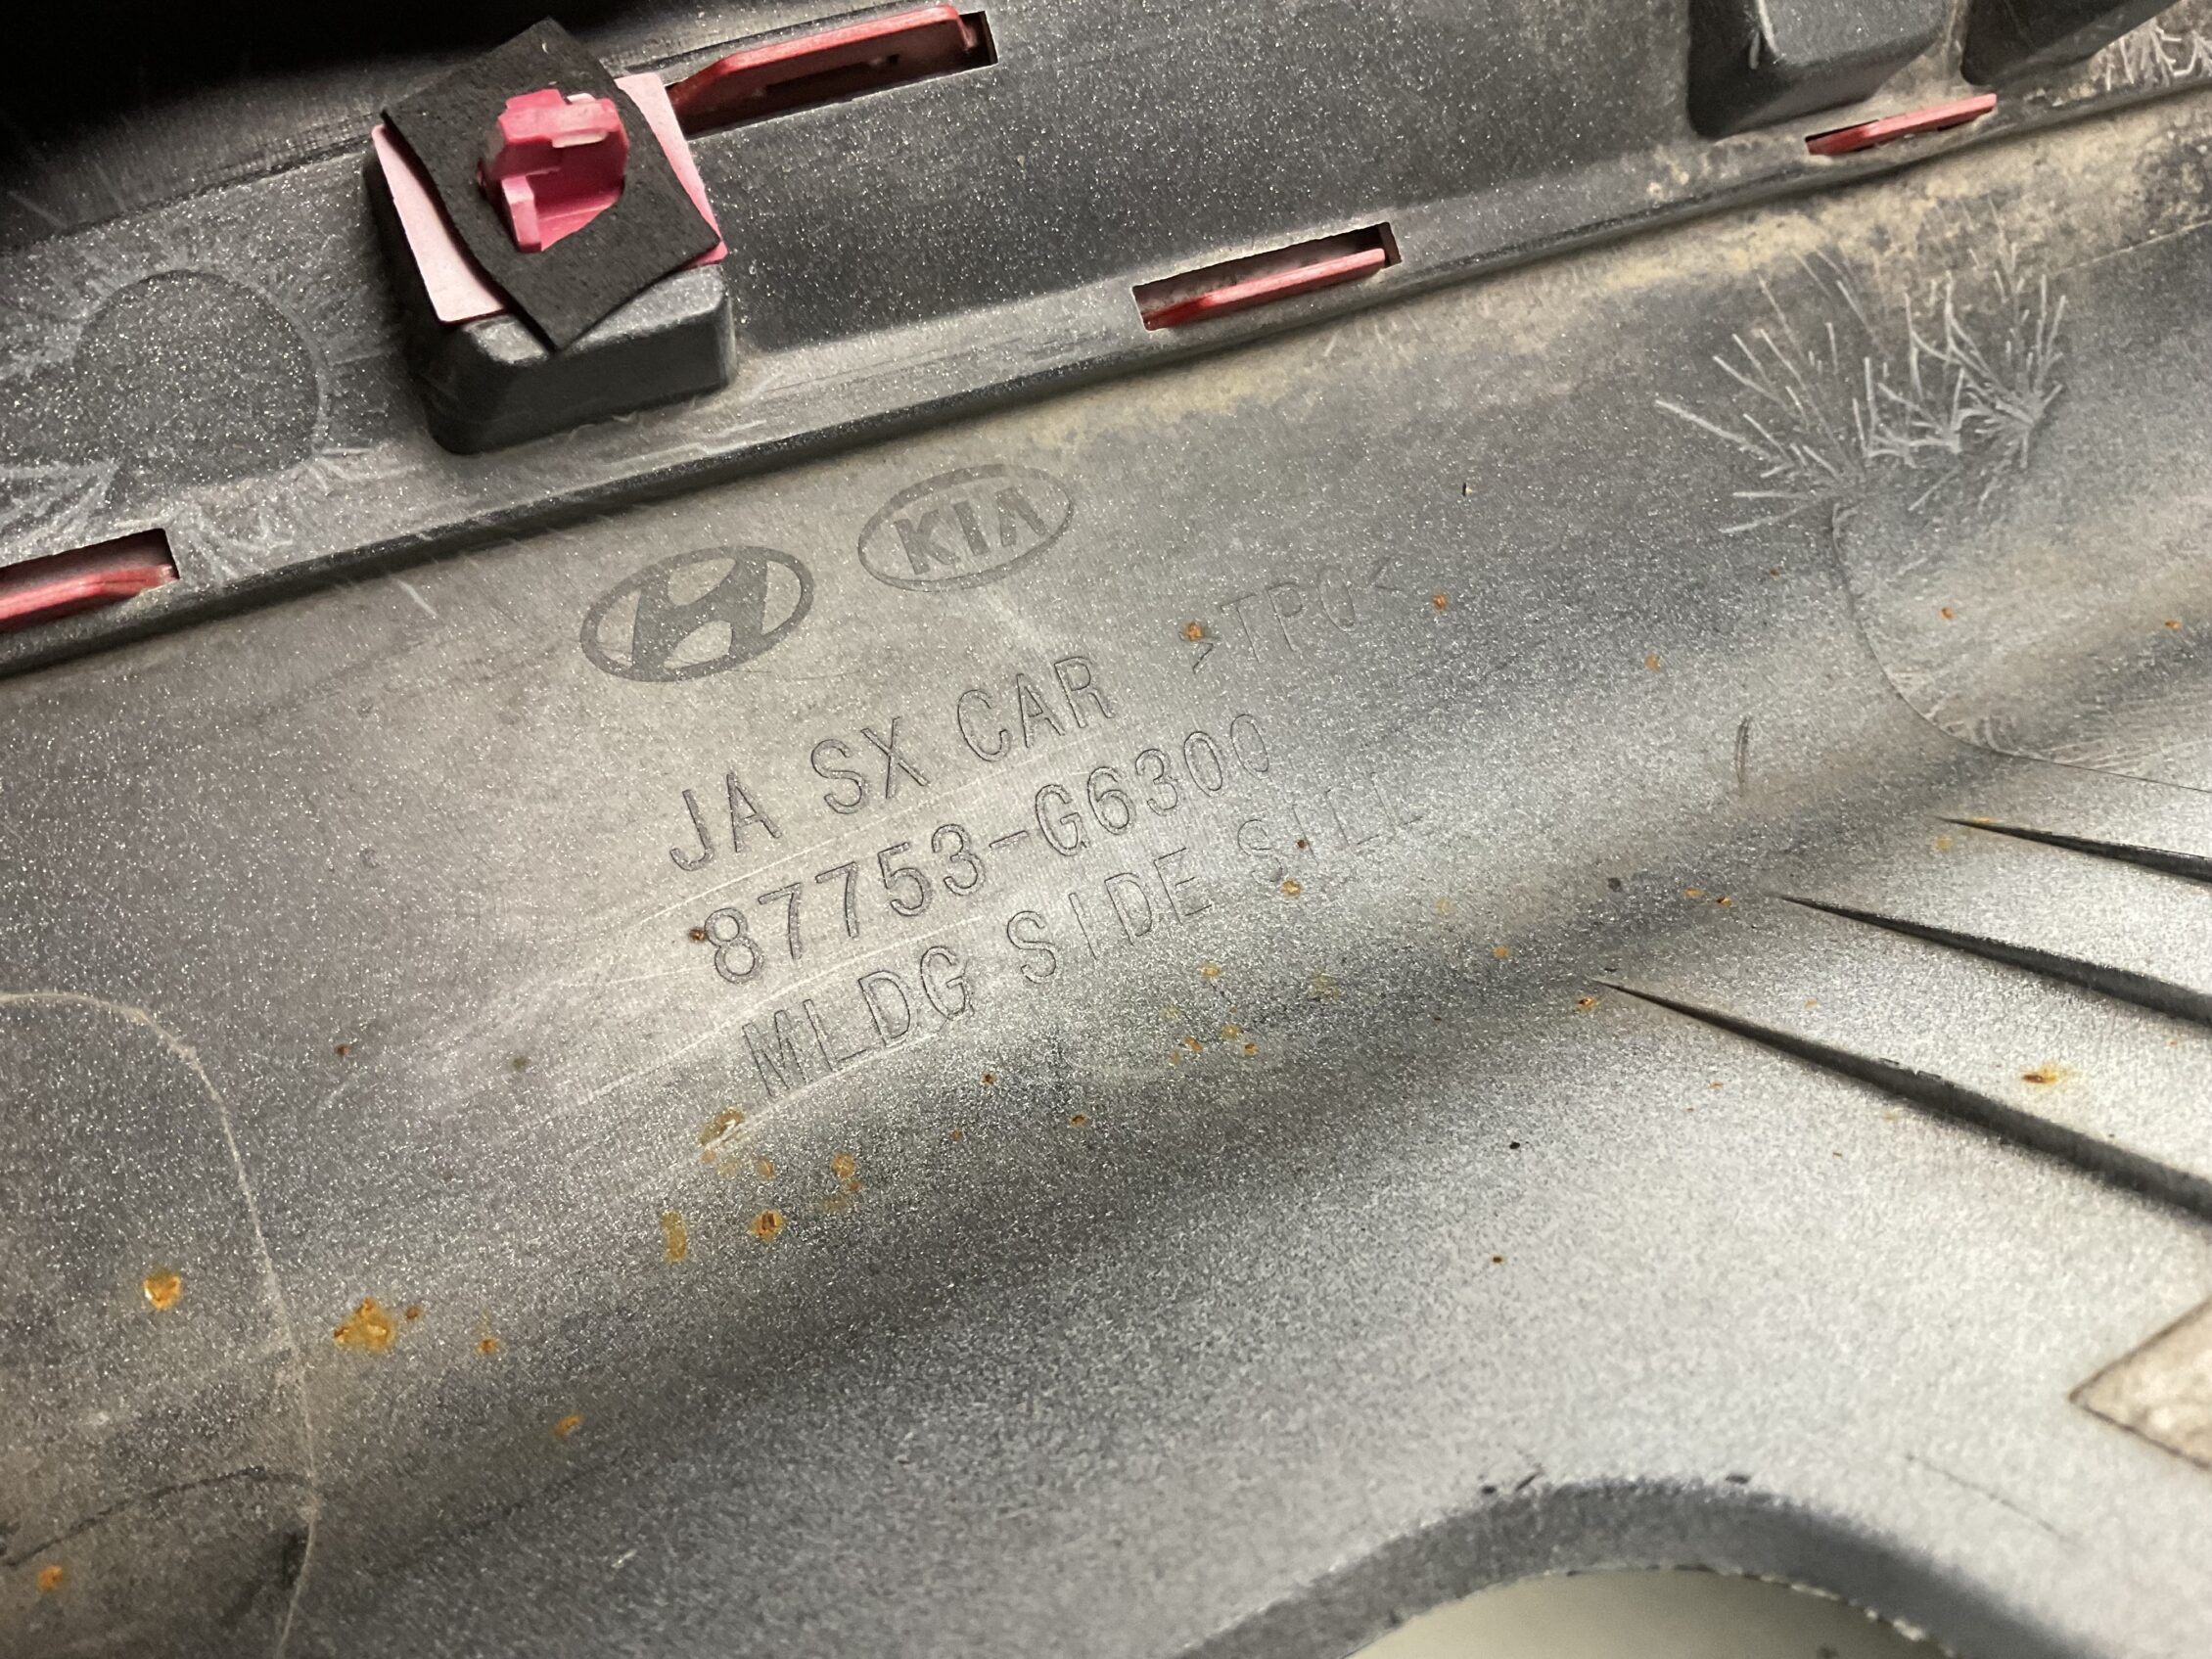 KIA
>TPO<
JA SX CAR
87753-G6300
MLDG SIDE SILL